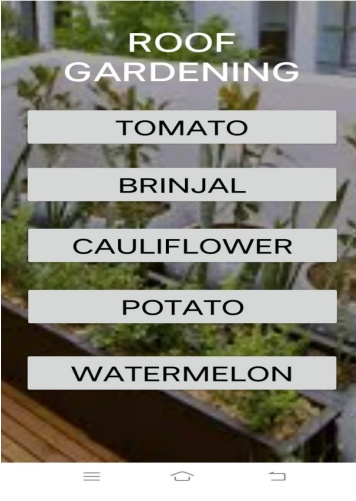 ROOF
GARDENING
TOMATO
BRINJAL
CAULIFLOWER
POTATO
WATERMELON